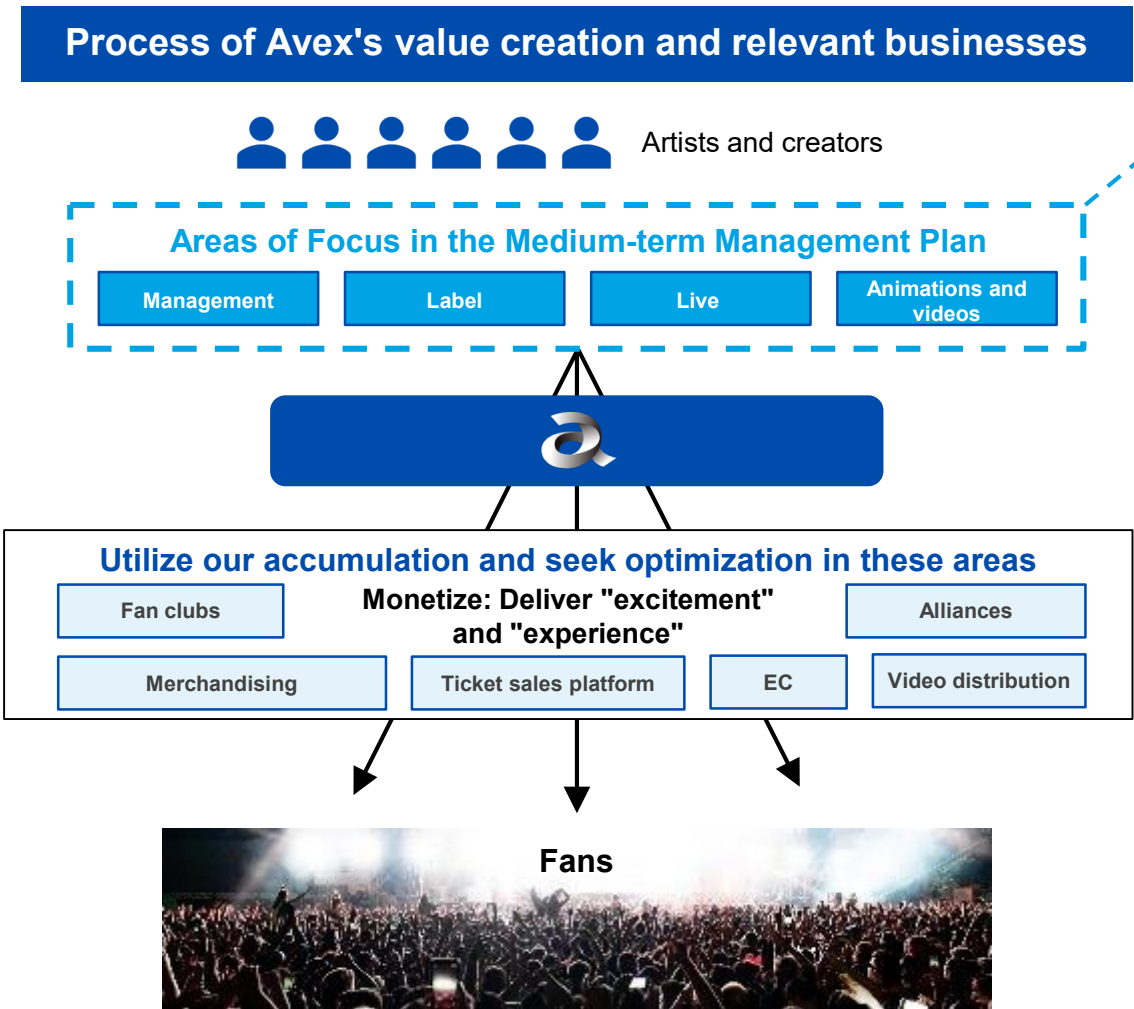 Process of Avex's value creation and relevant businesses
Artists and creators
Areas of Focus in the Medium-term Management Plan
Management
Label
Live
Animations and
videos
Utilize our accumulation and seek optimization in these areas
Fan clubs
Monetize: Deliver "excitement"
and "experience"
Alliances
Merchandising
Ticket sales platform
EC
Video distribution
Fans